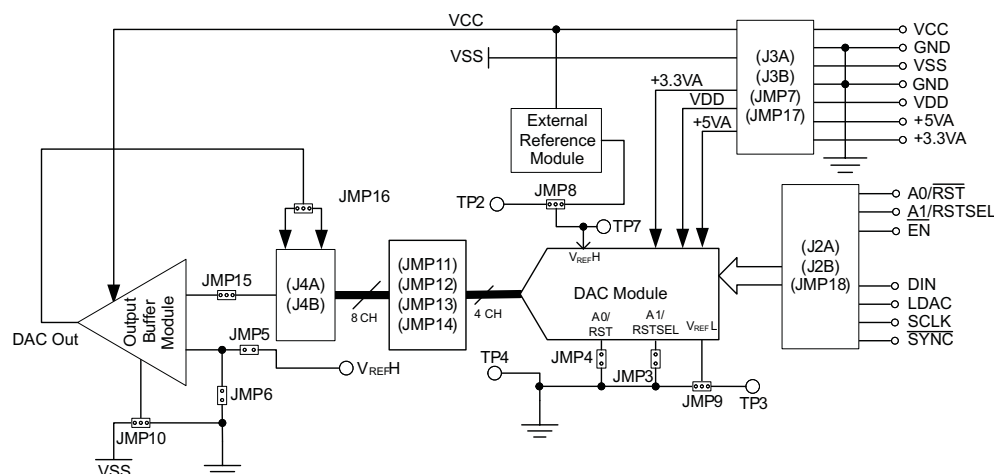 VCC
VSS
+3.3VA
VDD
+5VA
(J3A)
(J3B)
(JMP7)
(JMP17)
VCC
GND
VSS
GND
VDD
+5VA
+3.3VA
External
Reference
Module
JMP8
TP2
TP7
JMP16
JMP15
(J4A)
(J4B)
8 CH
(JMP11)
(JMP12)
(JMP13)
(JMP14)
4 CH
VREFH
DAC Module
A0/
RST
A1/
RSTSEL
VREFL
(J2A)
(J2B)
(JMP18)
A0/RST
A1/RSTSEL
EN
DIN
LDAC
SCLK
SYNC
DAC Out
Output
Buffer
Module
JMP5
VREFH
JMP6
JMP10
VSS
TP4
JMP4
JMP3
JMP9
TP3